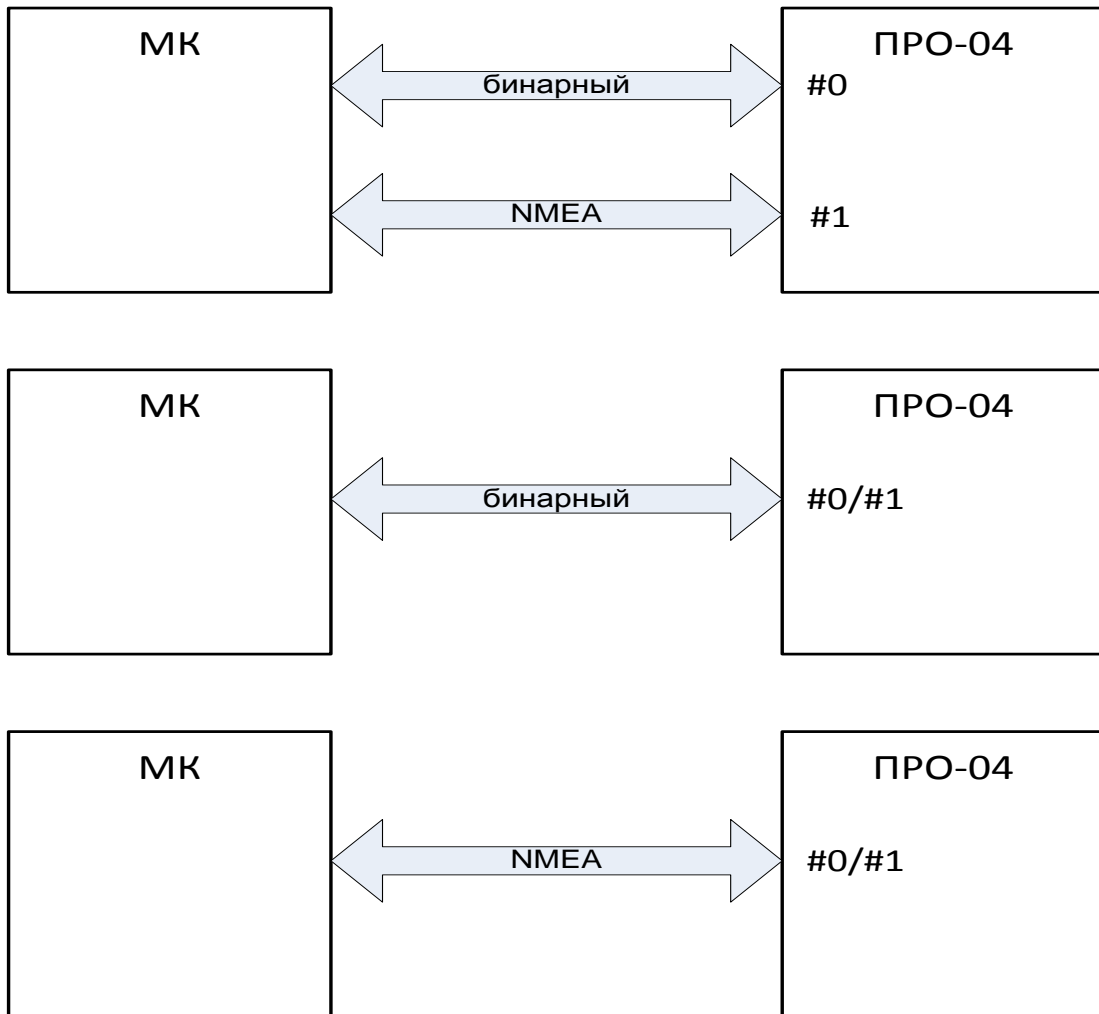 МК
ПРО-04
бинарный
#0
NMEA
#1
МК
ПРО-04
бинарный
#0/#1
МК
ПРО-04
NMEA
#0/#1